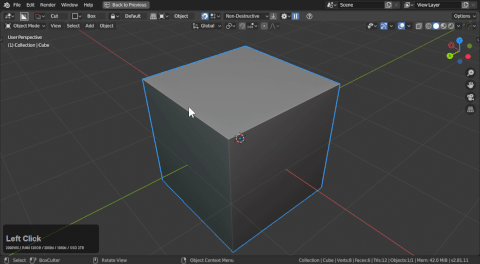 File Edit Render Window Help Back to Previous Scene View Layer
Cut Box Default Object Non-Destructive Options
Object Mode View Select Add Object Global
User Perspective
(1) Collection | Cube
Left Click
Select BoxCutter Rotate View Object Context Menu Collection | Cube | Verts:8 | Faces:6 | Tris:12 | Objects:1/1 | Mem: 42.0 MiB | v2.81.11